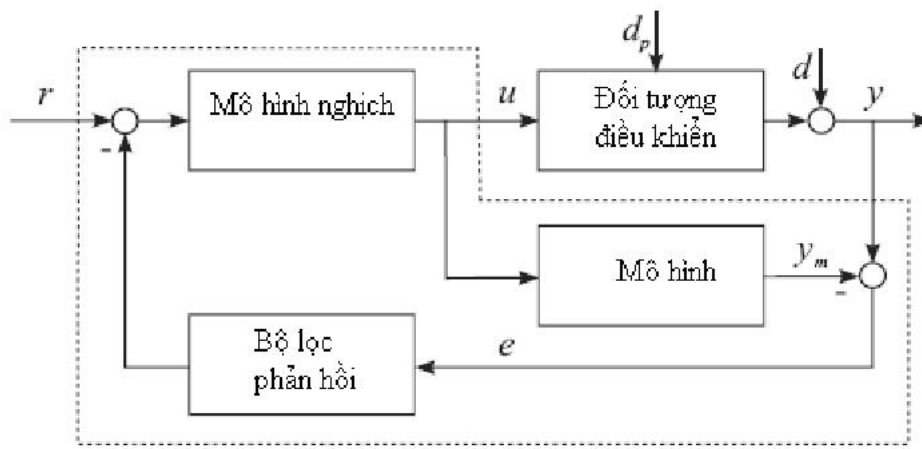 d_p
d
r
Mô hình nghịch
u
Đối tượng
điều khiển
y
-
Mô hình
y_m
-
Bộ lọc
phản hồi
e